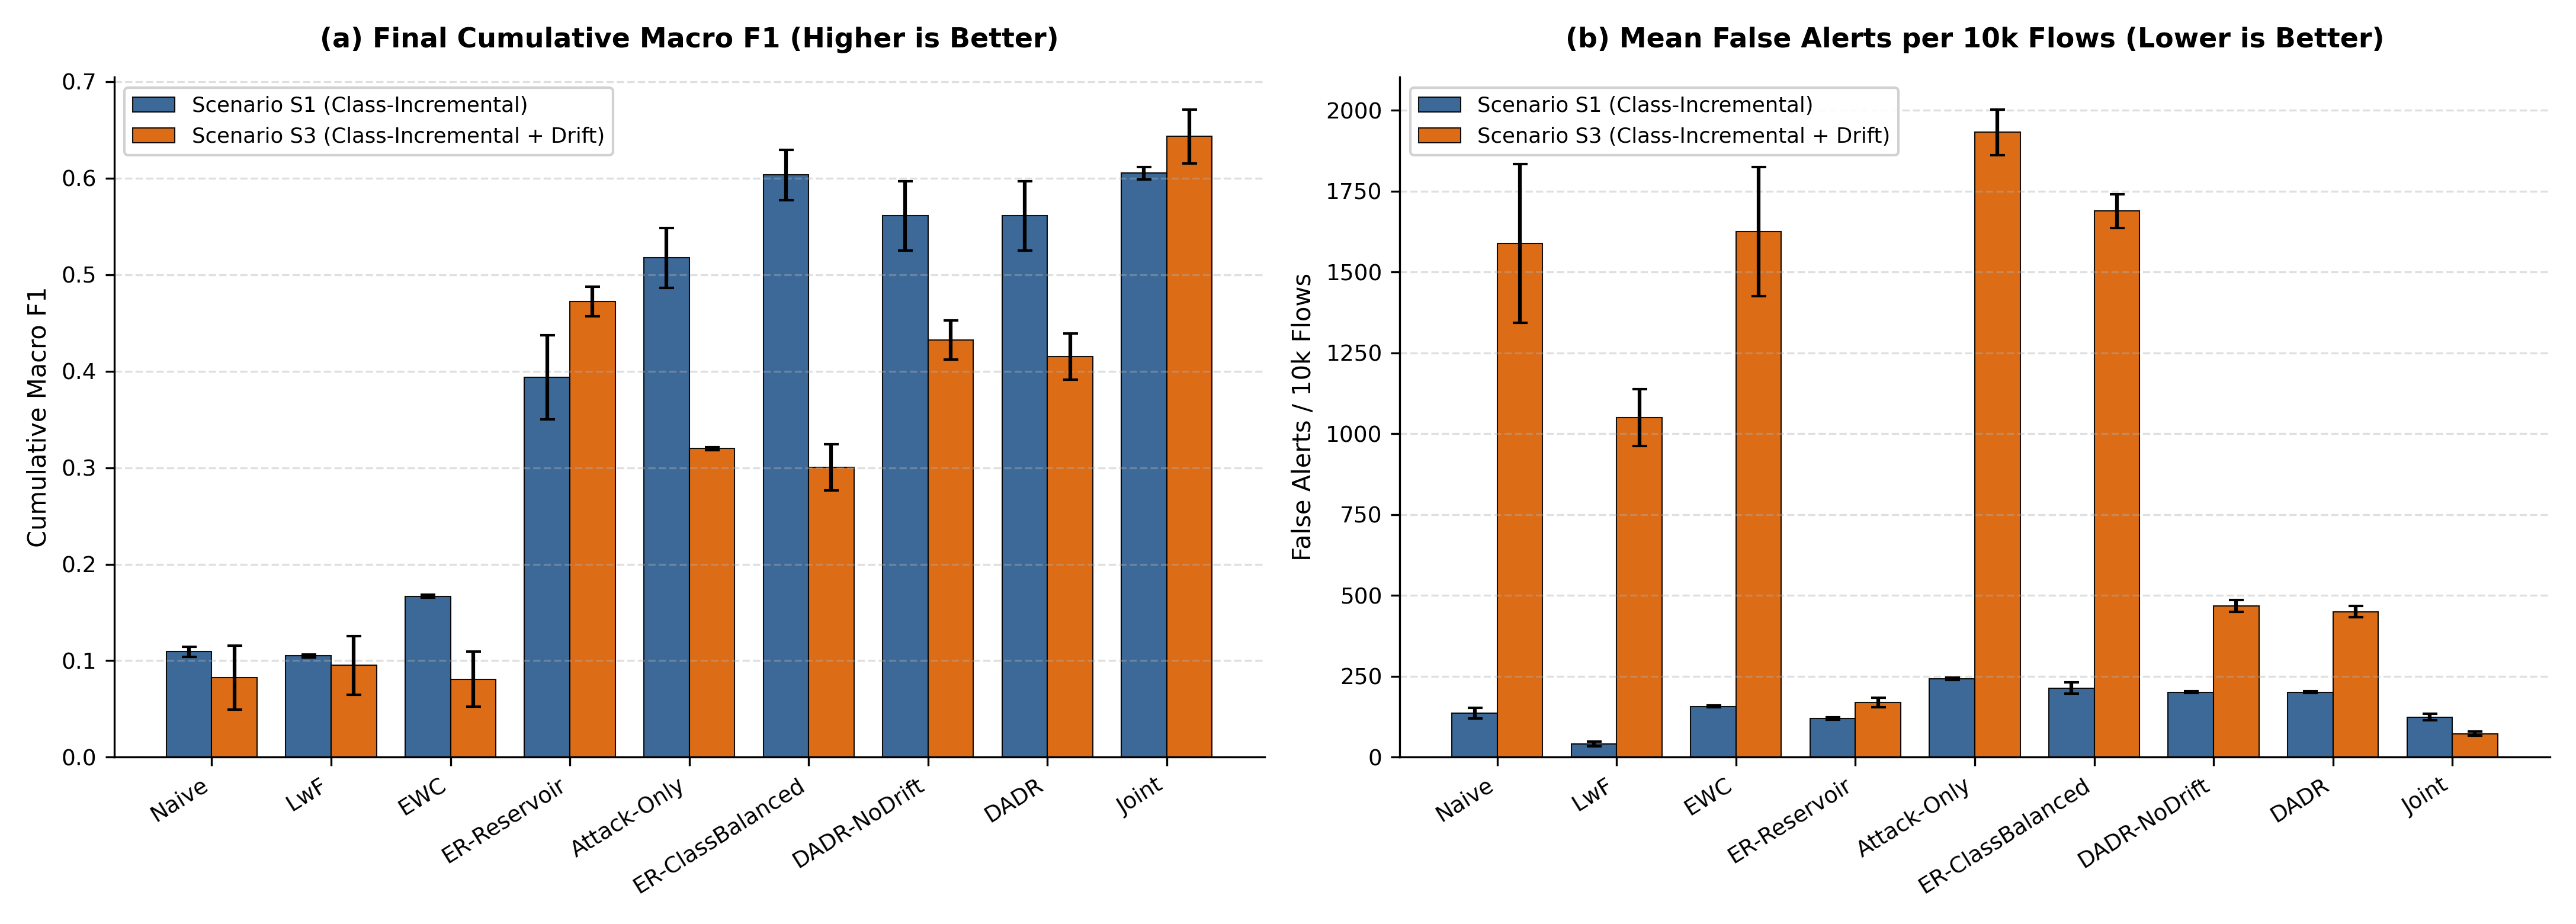 (a) Final Cumulative Macro F1 (Higher is Better)
Scenario S1 (Class-Incremental)
Scenario S3 (Class-Incremental + Drift)
Cumulative Macro F1
0.7
0.6
0.5
0.4
0.3
0.2
0.1
0.0
Naive
LwF
EWC
ER-Reservoir
Attack-Only
ER-ClassBalanced
DADR-NoDrift
DADR
Joint
(b) Mean False Alerts per 10k Flows (Lower is Better)
Scenario S1 (Class-Incremental)
Scenario S3 (Class-Incremental + Drift)
False Alerts / 10k Flows
2000
1750
1500
1250
1000
750
500
250
0
Naive
LwF
EWC
ER-Reservoir
Attack-Only
ER-ClassBalanced
DADR-NoDrift
DADR
Joint